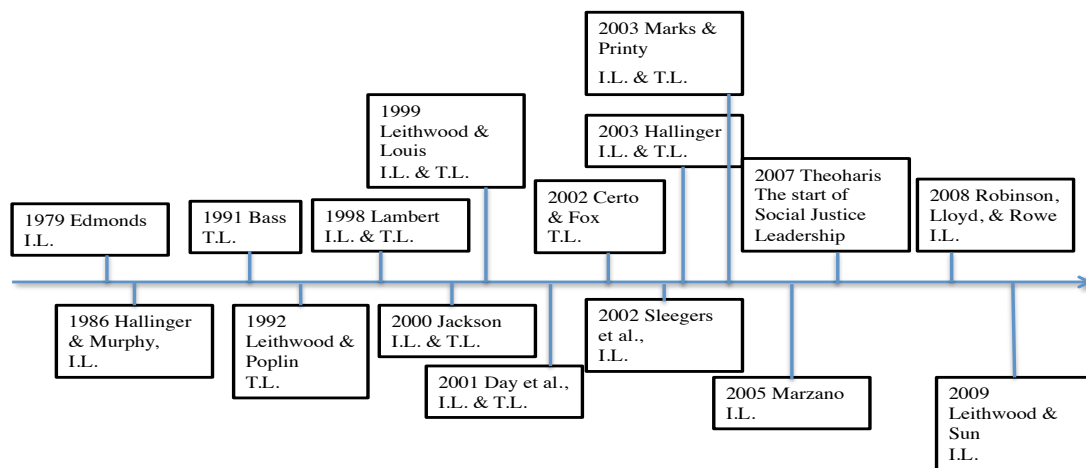 2003 Marks &
Printy
I.L. & T.L.
1999
Leithwood &
Louis
I.L. & T.L.
2003 Hallinger
I.L. & T.L.
2007 Theoharis
The start of
Social Justice
Leadership
2008 Robinson,
Lloyd, & Rowe
I.L.
2002 Certo
& Fox
T.L.
1979 Edmonds
I.L.
1991 Bass
T.L.
1998 Lambert
I.L. & T.L.
1986 Hallinger
& Murphy,
I.L.
1992
Leithwood &
Poplin
T.L.
2000 Jackson
I.L. & T.L.
2001 Day et al.,
I.L. & T.L.
2002 Sleegers
et al.,
I.L.
2005 Marzano
I.L.
2009
Leithwood &
Sun
I.L.